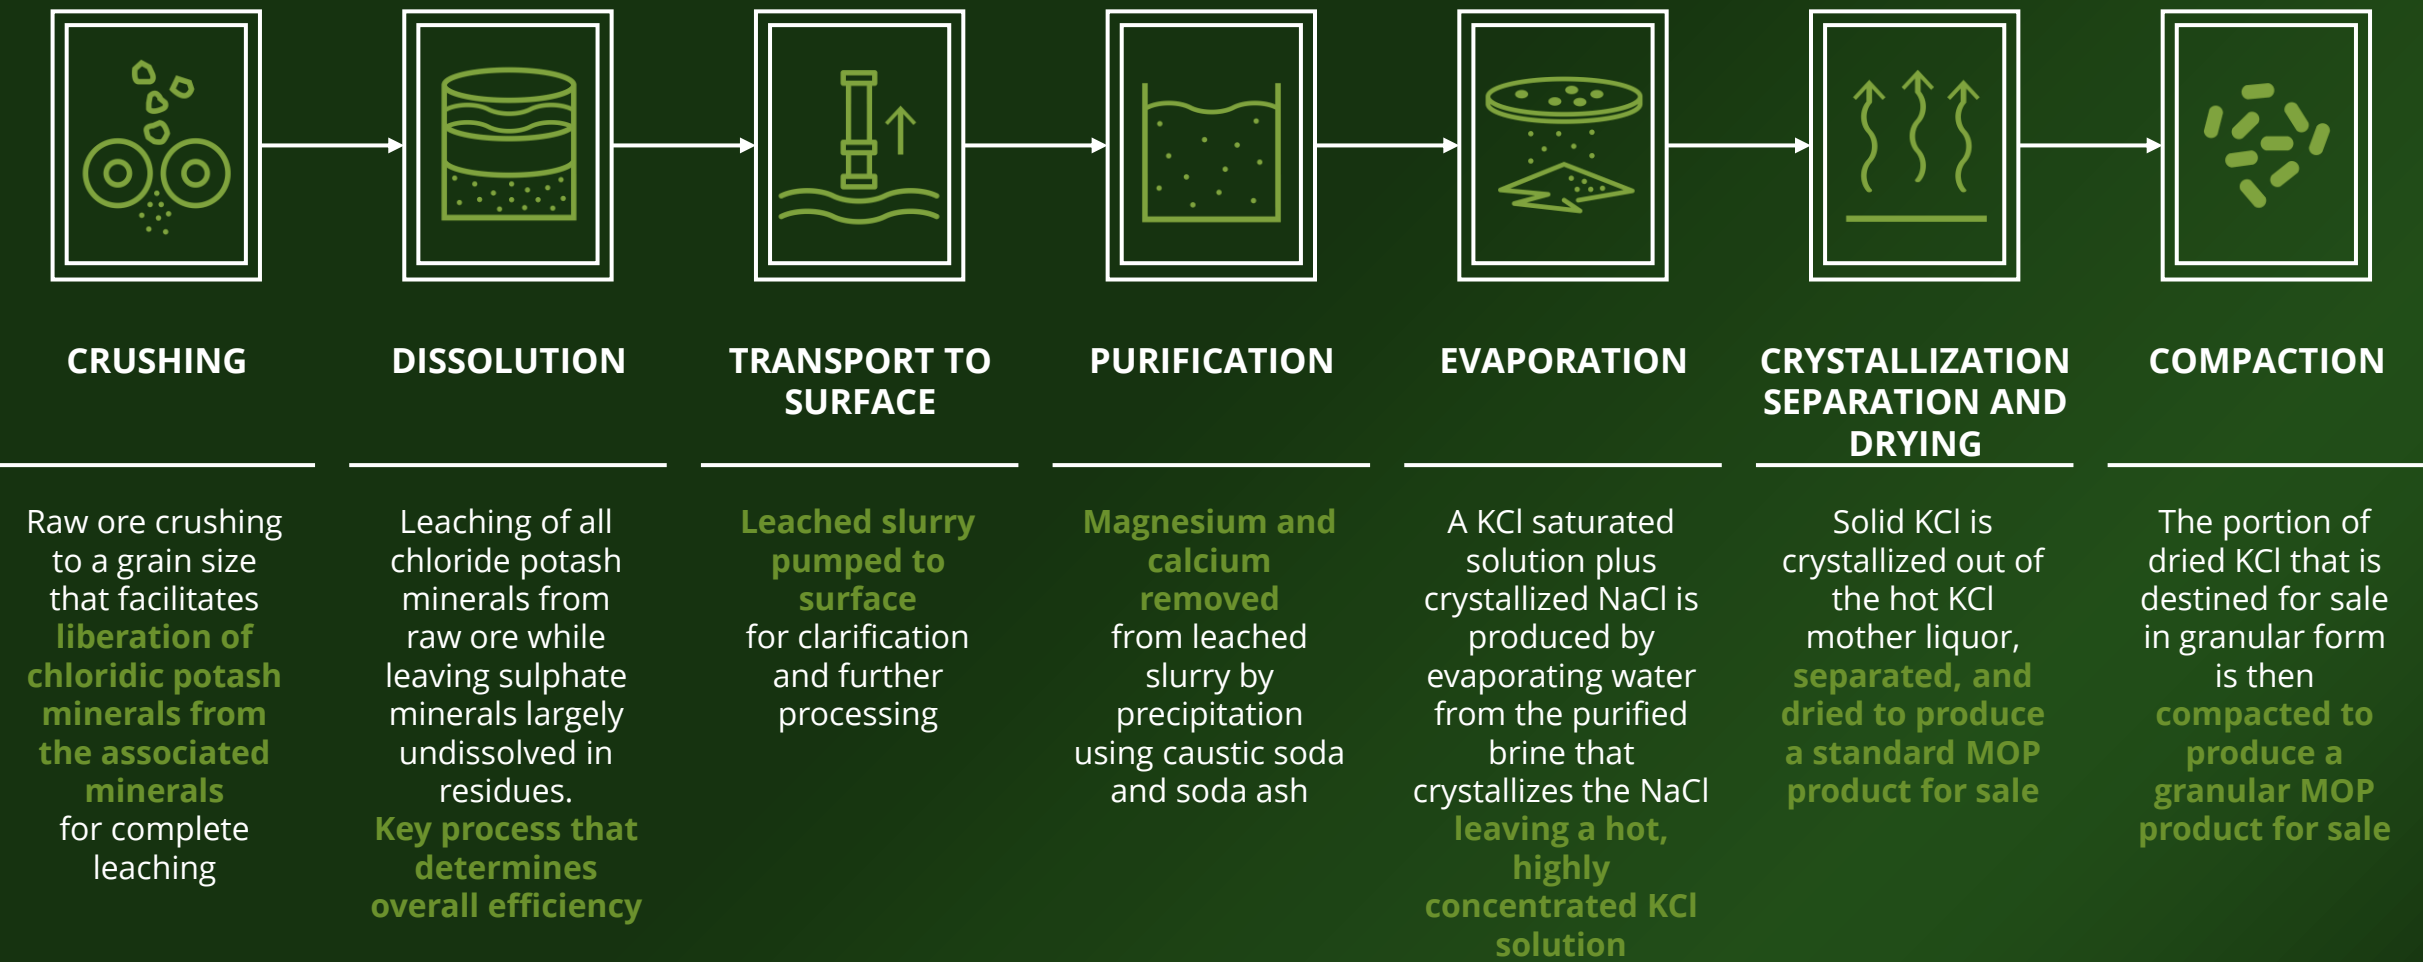 CRUSHING
Raw ore crushing
to a grain size
that facilitates
liberation of
chloridic potash
minerals from
the associated
minerals
for complete
leaching
DISSOLUTION
Leaching of all
chloride potash
minerals from
raw ore while
leaving sulphate
minerals largely
undissolved in
residues.
Key process that
determines
overall efficiency
TRANSPORT TO
SURFACE
Leached slurry
pumped to
surface
for clarification
and further
processing
PURIFICATION
Magnesium and
calcium
removed
from leached
slurry by
precipitation
using caustic soda
and soda ash
EVAPORATION
A KCl saturated
solution plus
crystallized NaCl is
produced by
evaporating water
from the purified
brine that
crystallizes the NaCl
leaving a hot,
highly
concentrated KCl
solution
CRYSTALLIZATION
SEPARATION AND
DRYING
Solid KCl is
crystallized out of
the hot KCl
mother liquor,
separated, and
dried to produce
a standard MOP
product for sale
COMPACTION
The portion of
dried KCl that is
destined for sale
in granular form
is then
compacted to
produce a
granular MOP
product for sale